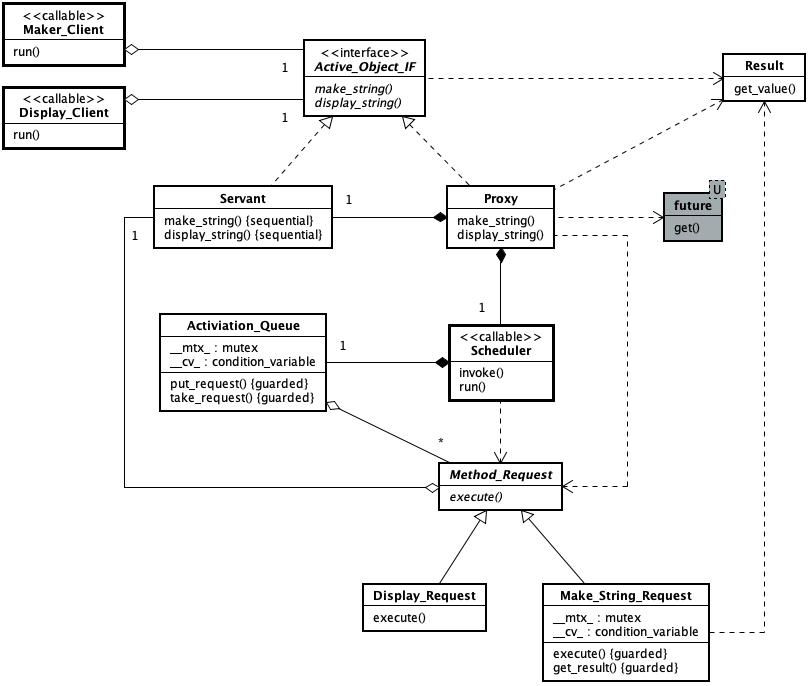 <<callable>>
Maker_Client
run()
<<callable>>
Display_Client
run()
1
1
<<interface>>
Active_Object_IF
make_string()
display_string()
Result
get_value()
Servant
make_string() {sequential}
display_string() {sequential}
1
1
Proxy
make_string()
display_string()
U
future
get()
Activiation_Queue
__mtx_ : mutex
__cv_ : condition_variable
put_request() {guarded}
take_request() {guarded}
1
1
<<callable>>
Scheduler
invoke()
run()
*
Method_Request
execute()
Display_Request
execute()
Make_String_Request
__mtx_ : mutex
__cv_ : condition_variable
execute() {guarded}
get_result() {guarded}